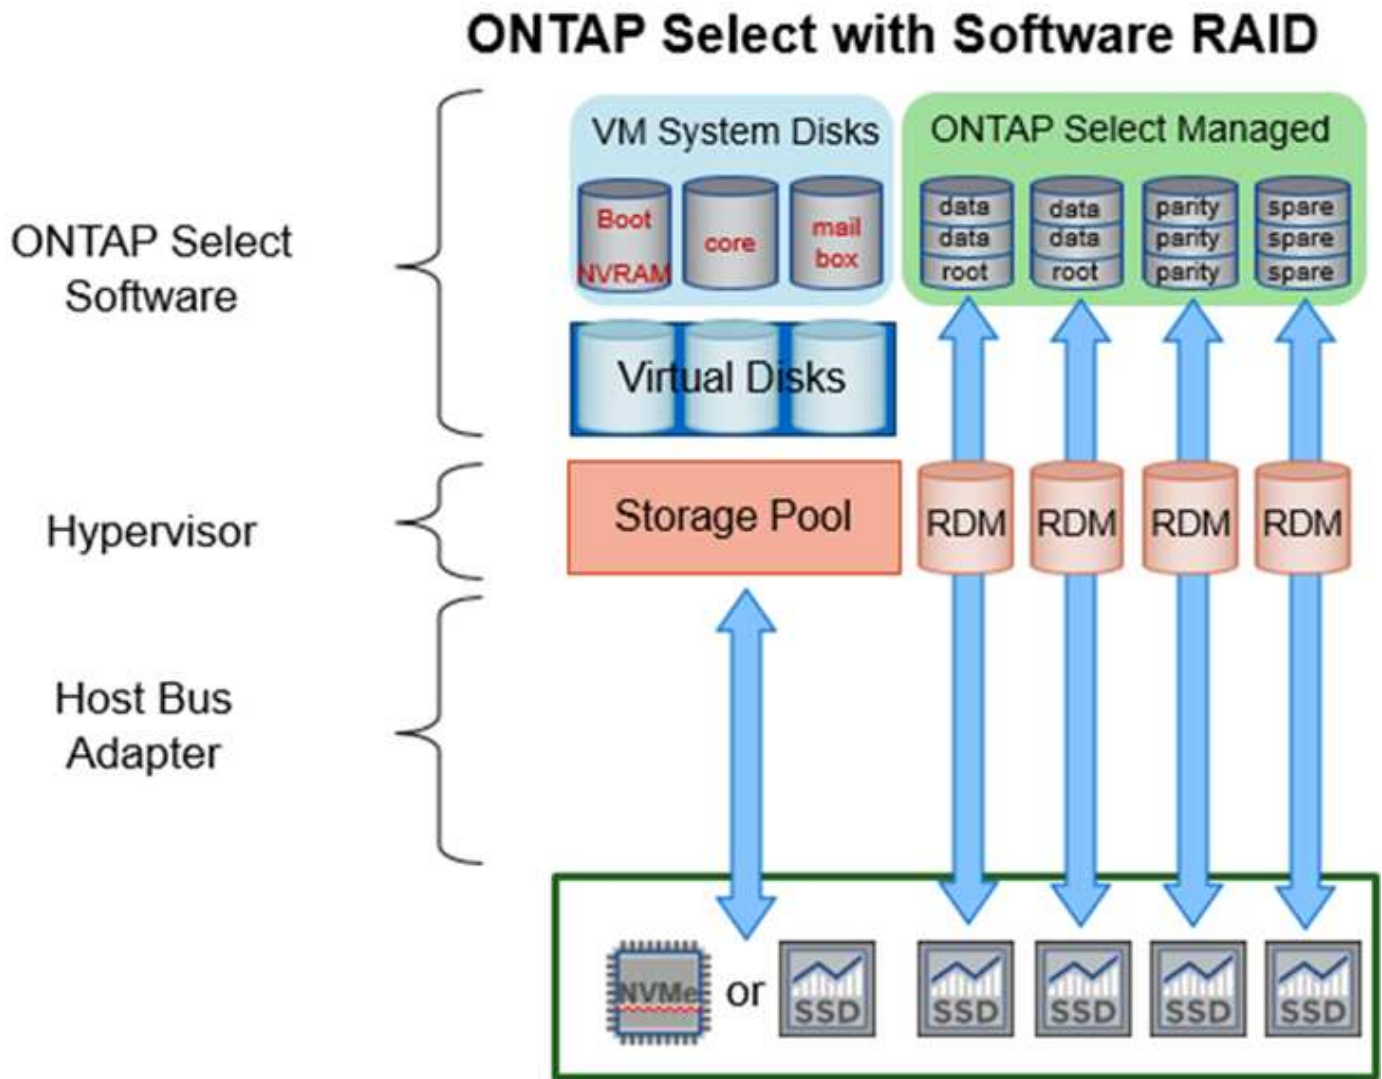 ONTAP Select with Software RAID
VM System Disks
ONTAP Select Managed
Boot
NVRAM
core
mail
box
data
data
root
data
data
root
parity
parity
parity
spare
spare
spare
ONTAP Select
Software
Virtual Disks
Hypervisor
Storage Pool
RDM
RDM
RDM
RDM
Host Bus
Adapter
NVMe
or
SSD
SSD
SSD
SSD
SSD